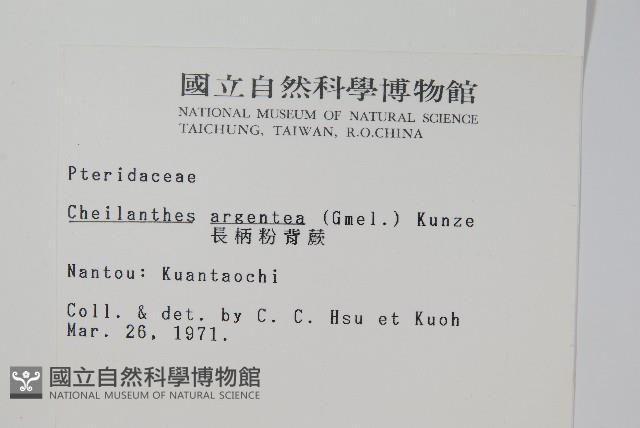 國立自然科學博物館
NATIONAL MUSEUM OF NATURAL SCIENCE
TAICHUNG, TAIWAN, R.O.CHINA
Pteridaceae
Cheilanthes argentea (Gmel.) Kunze
長柄粉背蕨
Nantou: Kuantaochi
Coll. & det. by C. C. Hsu et Kuoh
Mar. 26, 1971.
國立自然科學博物館
NATIONAL MUSEUM OF NATURAL SCIENCE